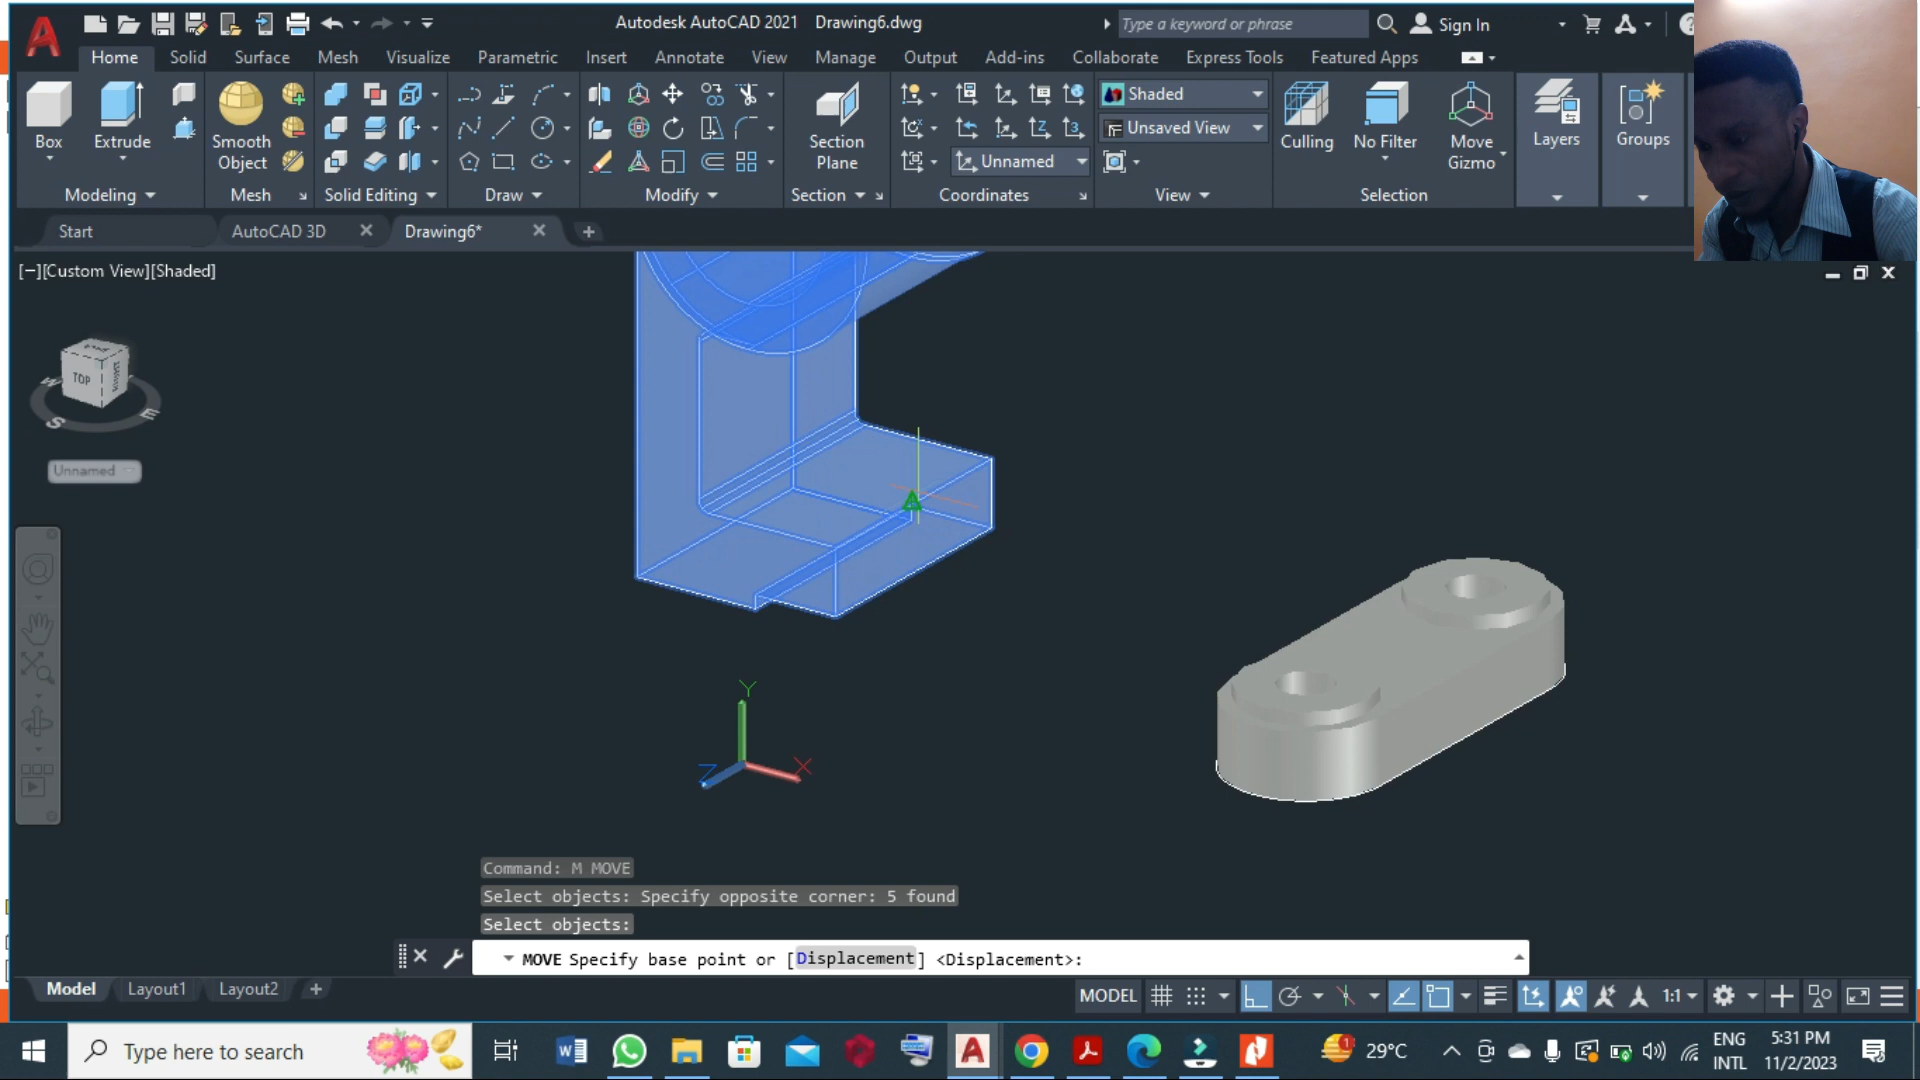 Autodesk AutoCAD 2021 Drawing6.dwg
Type a keyword or phrase
Sign In
Home Solid Surface Mesh Visualize Parametric Insert Annotate View Manage Output Add-ins Collaborate Express Tools Featured Apps
Box
Extrude
Smooth Object
Section Plane
Shaded
Unsaved View
Unnamed
Culling
No Filter
Move Gizmo
Layers
Groups
Modeling
Mesh
Solid Editing
Draw
Modify
Section
Coordinates
View
Selection
Start
AutoCAD 3D
Drawing6*
[−][Custom View][Shaded]
TOP
W
S
E
Unnamed
Y
Z
X
Command: M MOVE
Select objects: Specify opposite corner: 5 found
Select objects:
MOVE Specify base point or [Displacement] <Displacement>:
Model
Layout1
Layout2
MODEL
1:1
Type here to search
29°C
ENG
INTL
5:31 PM
11/2/2023